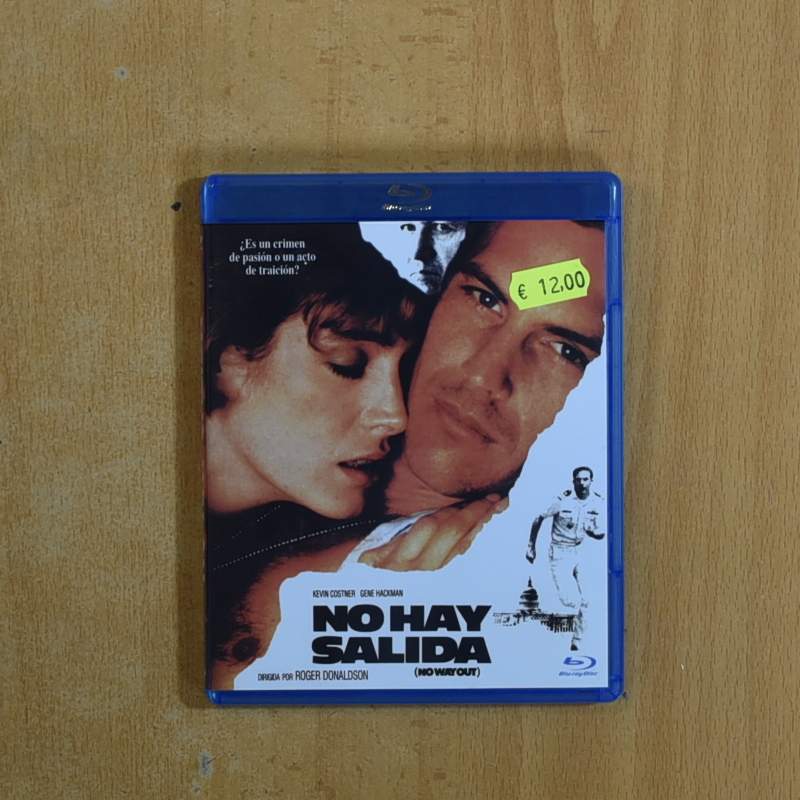 ¿Es un crimen
de pasión o un acto
de traición?
€ 12,00
KEVIN COSTNER GENE HACKMAN
NO HAY
SALIDA
(NO WAY OUT)
DIRIGIDA POR ROGER DONALDSON
Blu-ray Disc